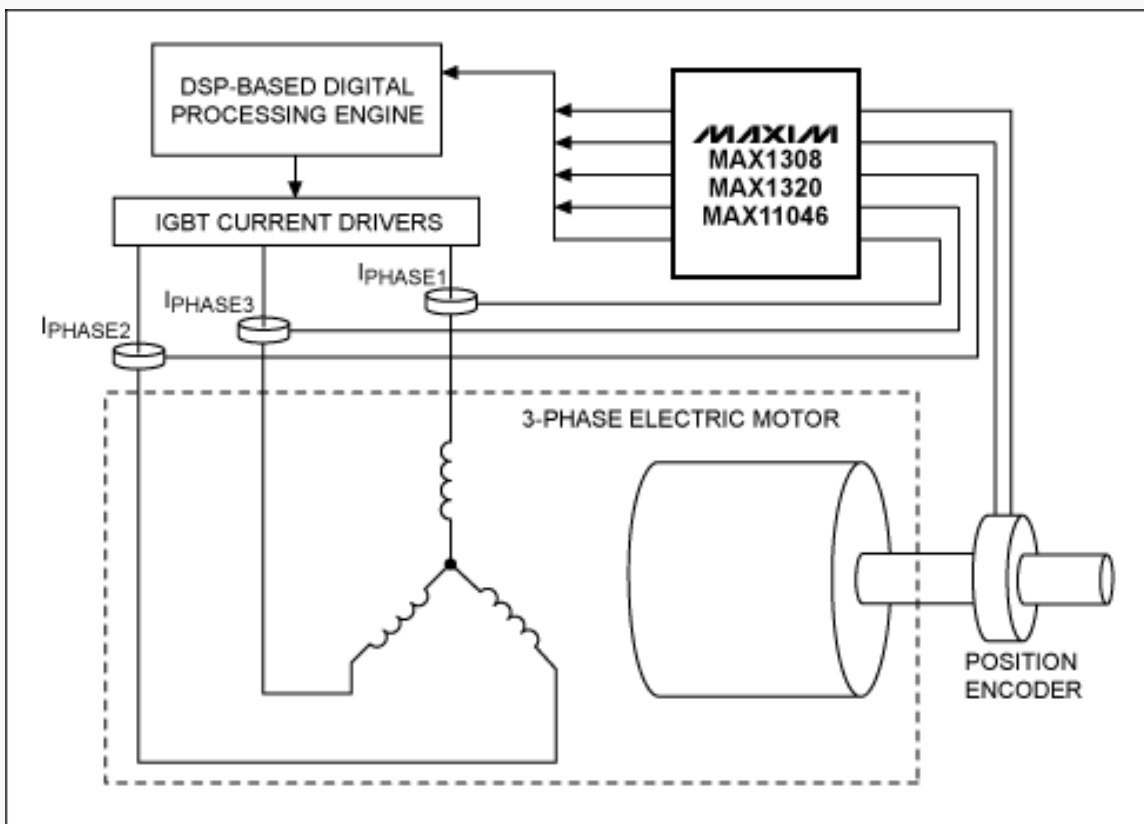 DSP-BASED DIGITAL
PROCESSING ENGINE
MAXIM
MAX1308
MAX1320
MAX11046
IGBT CURRENT DRIVERS
IPHASE1
IPHASE3
IPHASE2
3-PHASE ELECTRIC MOTOR
POSITION
ENCODER